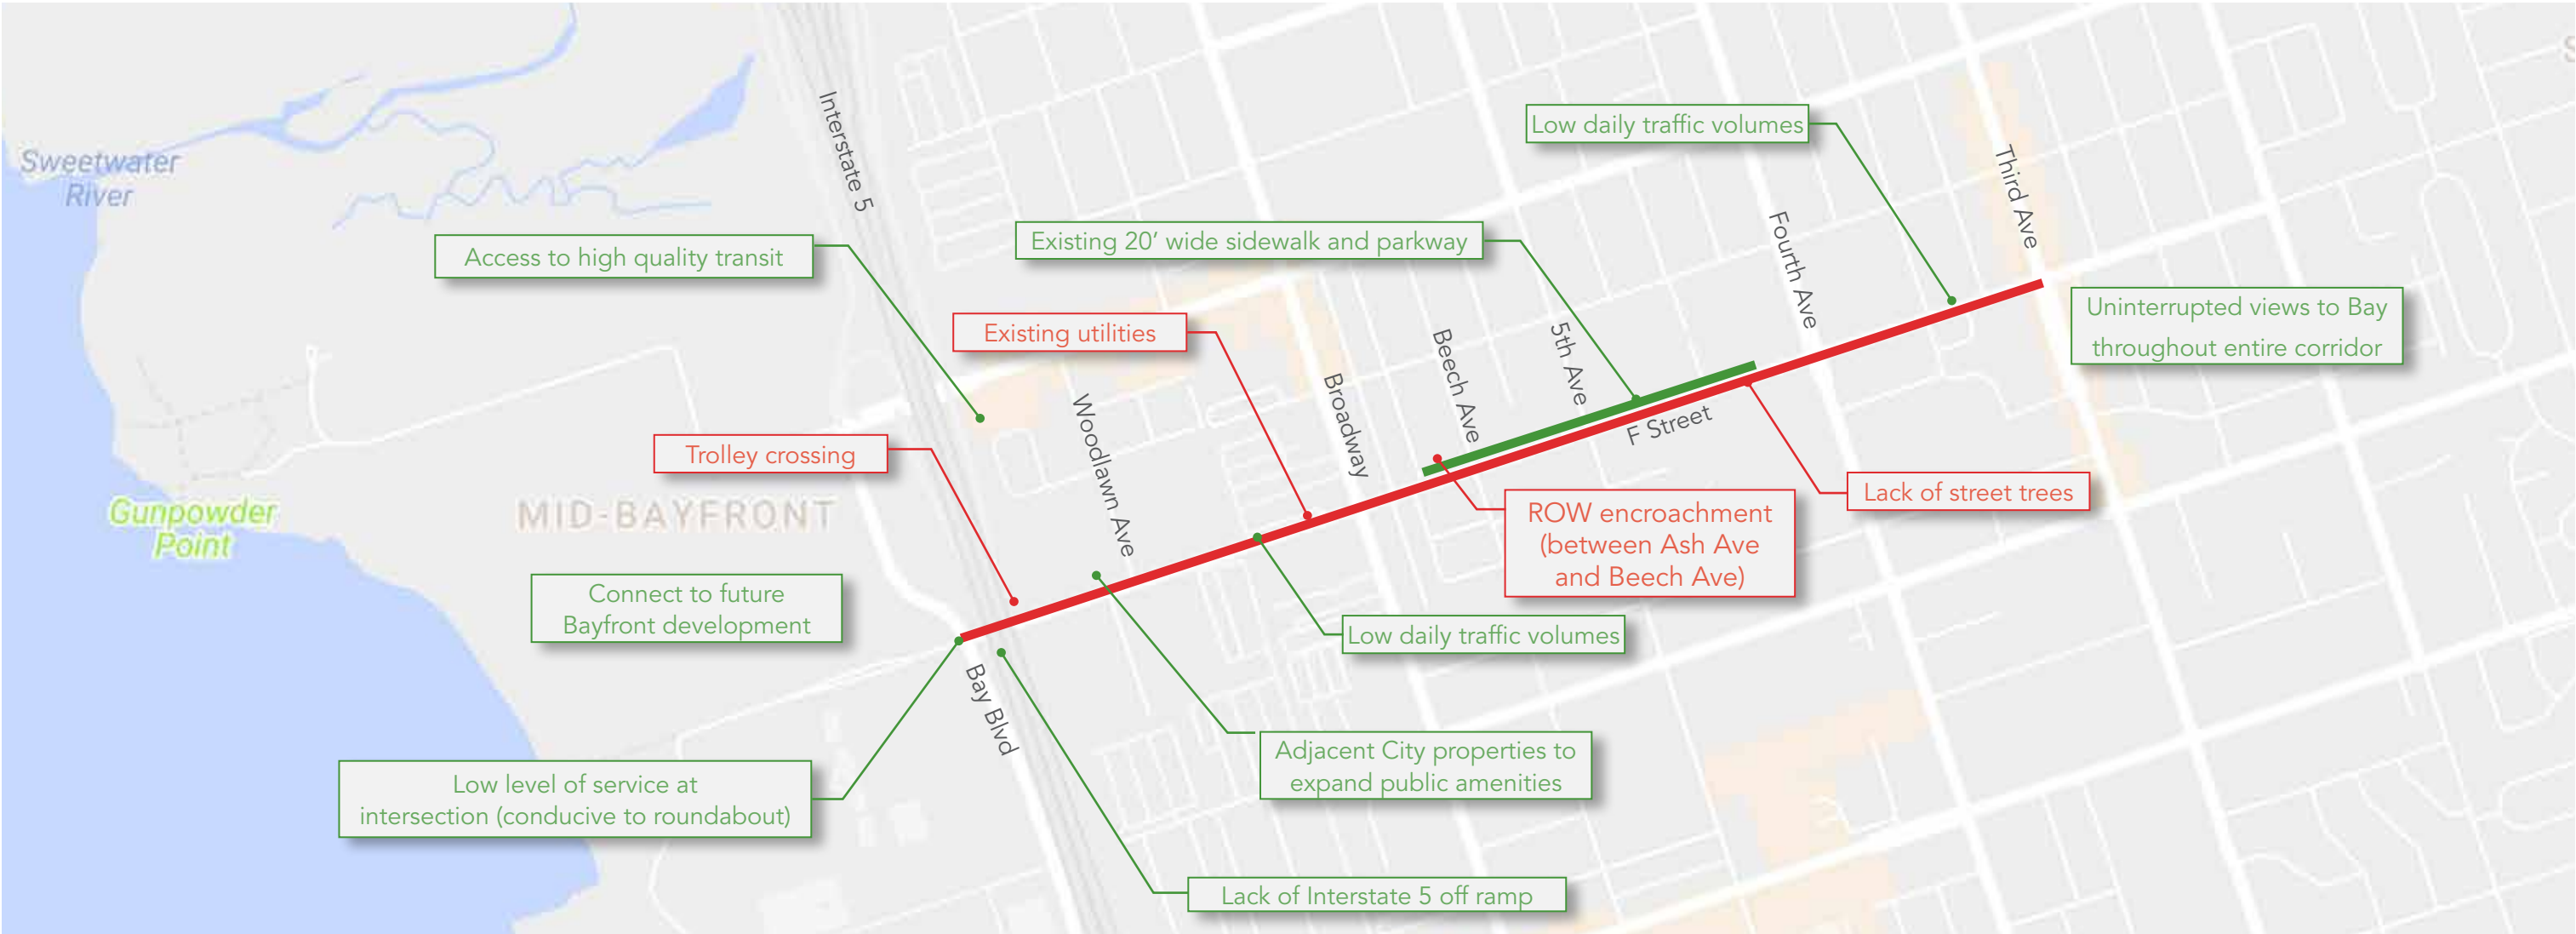 Low daily traffic volumes
Sweetwater
River
Interstate 5
Third Ave
Access to high quality transit
Existing 20’ wide sidewalk and parkway
Fourth Ave
Uninterrupted views to Bay
throughout entire corridor
Existing utilities
5th Ave
Beech Ave
Broadway
Woodlawn Ave
F Street
Trolley crossing
Lack of street trees
MID-BAYFRONT
Gunpowder
Point
ROW encroachment
(between Ash Ave
and Beech Ave)
Connect to future
Bayfront development
Low daily traffic volumes
Bay Blvd
Adjacent City properties to
expand public amenities
Low level of service at
intersection (conducive to roundabout)
Lack of Interstate 5 off ramp